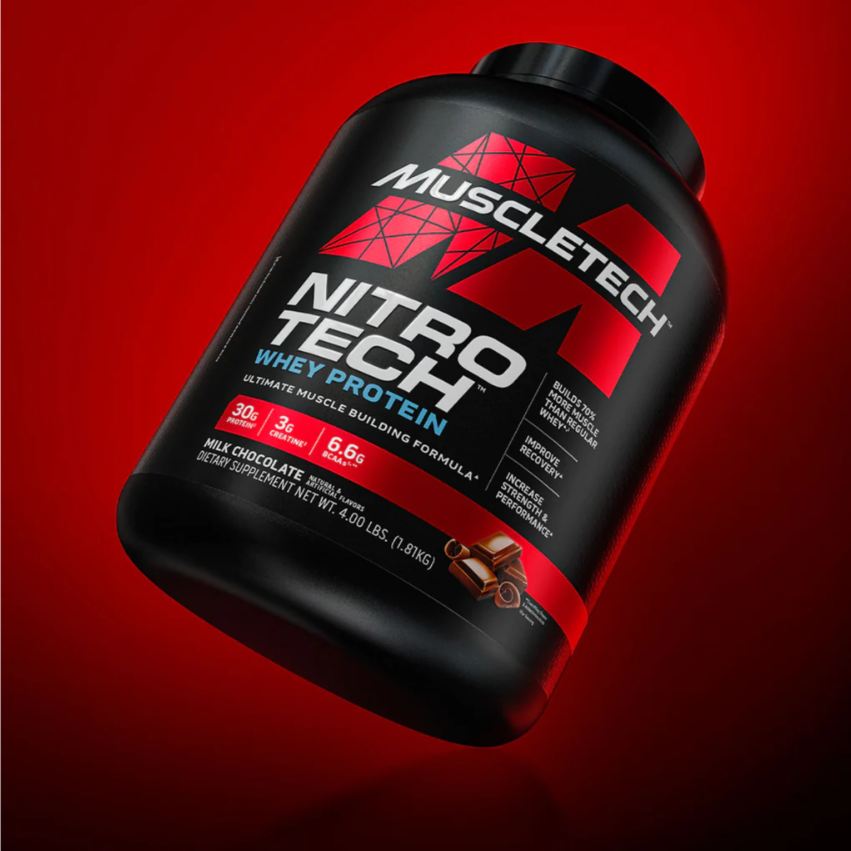 MUSCLETECH™
NITRO
TECH™
WHEY PROTEIN
ULTIMATE MUSCLE BUILDING FORMULA▲
30G
PROTEIN‡
3G
CREATINE‡
6.6G
BCAAs
MILK CHOCOLATE NATURAL &
ARTIFICIAL FLAVORS
DIETARY SUPPLEMENT NET WT. 4.00 LBS. (1.81KG)
BUILDS 70%
MORE MUSCLE
THAN REGULAR
WHEY
IMPROVE
RECOVERY▲
INCREASE
STRENGTH &
PERFORMANCE▲